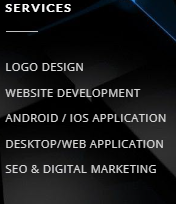 SERVICES
LOGO DESIGN
WEBSITE DEVELOPMENT
ANDROID / IOS APPLICATION
DESKTOP/WEB APPLICATION
SEO & DIGITAL MARKETING